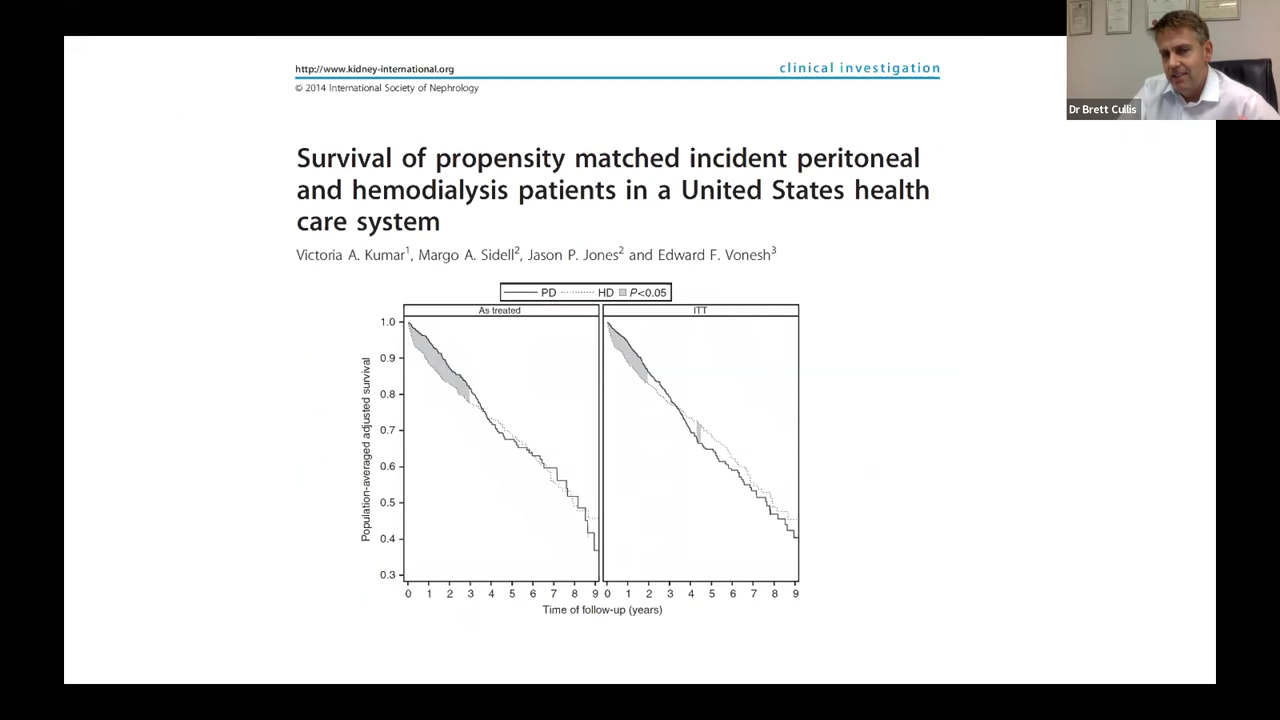 http://www.kidney-international.org
clinical investigation
© 2014 International Society of Nephrology
Dr Brett Cullis
Survival of propensity matched incident peritoneal
and hemodialysis patients in a United States health
care system
Victoria A. Kumar1, Margo A. Sidell2, Jason P. Jones2 and Edward F. Vonesh3
PD HD P<0.05
As treated ITT
Population-averaged adjusted survival
1.0
0.9
0.8
0.7
0.6
0.5
0.4
0.3
0 1 2 3 4 5 6 7 8 9 0 1 2 3 4 5 6 7 8 9
Time of follow-up (years)